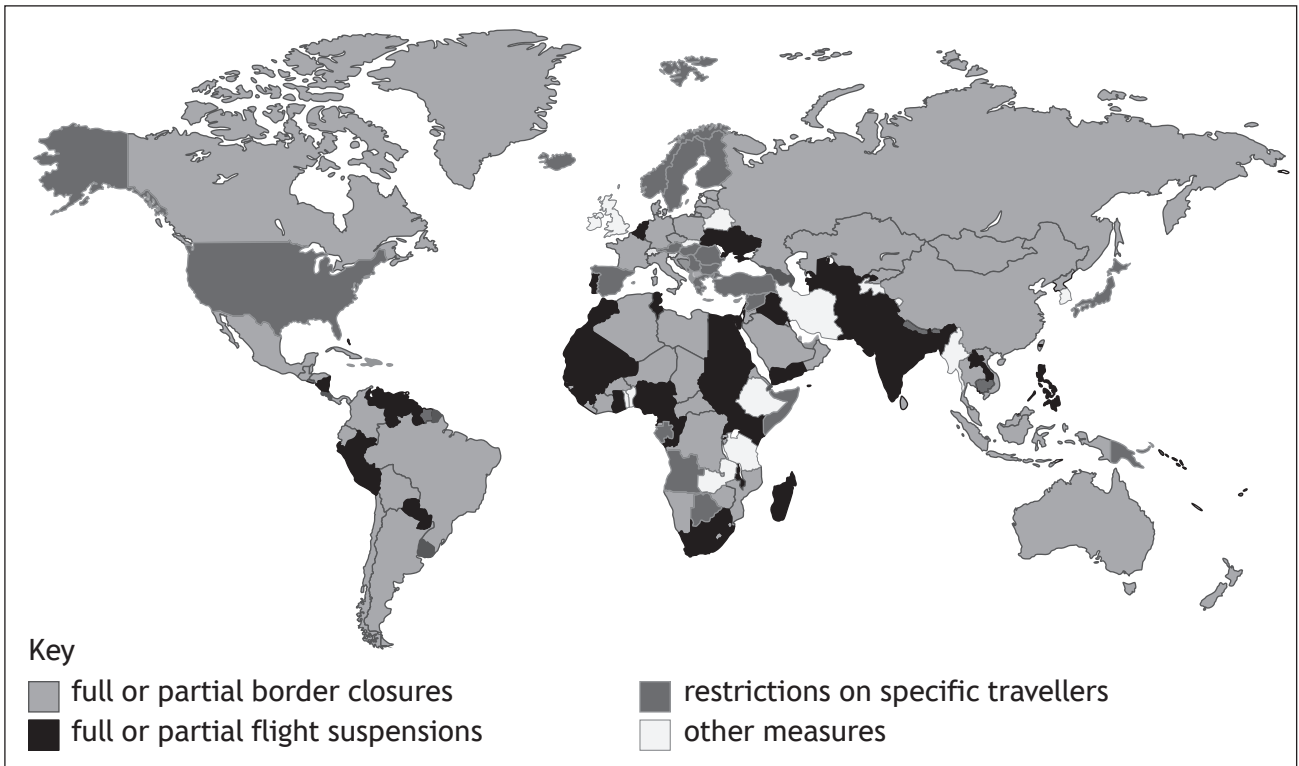 Key
full or partial border closures
full or partial flight suspensions
restrictions on specific travellers
other measures